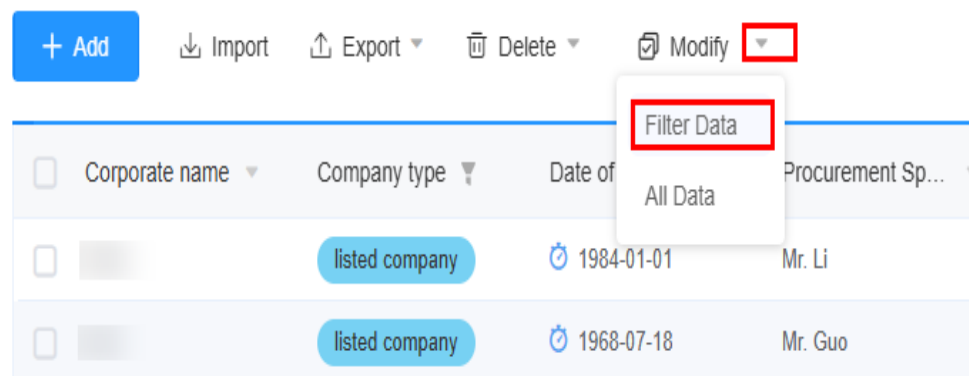 + Add Import Export Delete Modify
Filter Data
Corporate name Company type Date of Procurement Sp...
All Data
listed company 1984-01-01 Mr. Li
listed company 1968-07-18 Mr. Guo